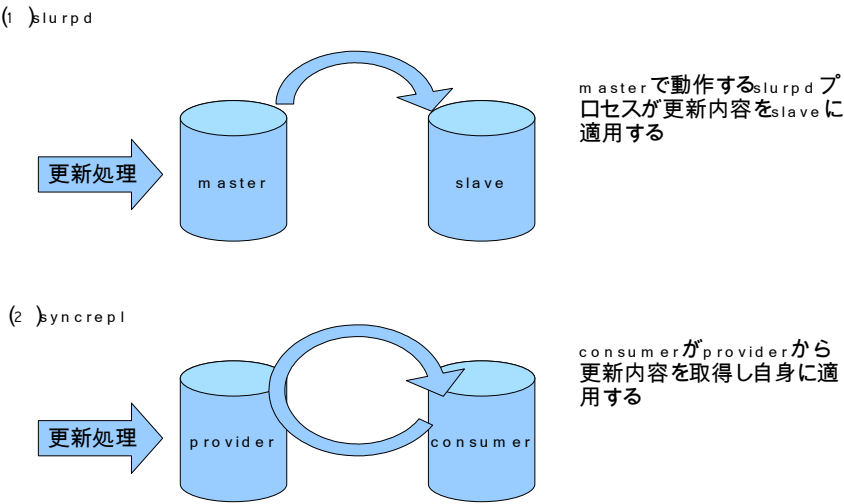 (1)slurpd
masterで動作するslurpdプ
ロセスが更新内容をslaveに
適用する
更新処理
master
slave
(2)syncrepl
consumerがproviderから
更新内容を取得し自身に適
用する
更新処理
provider
consumer